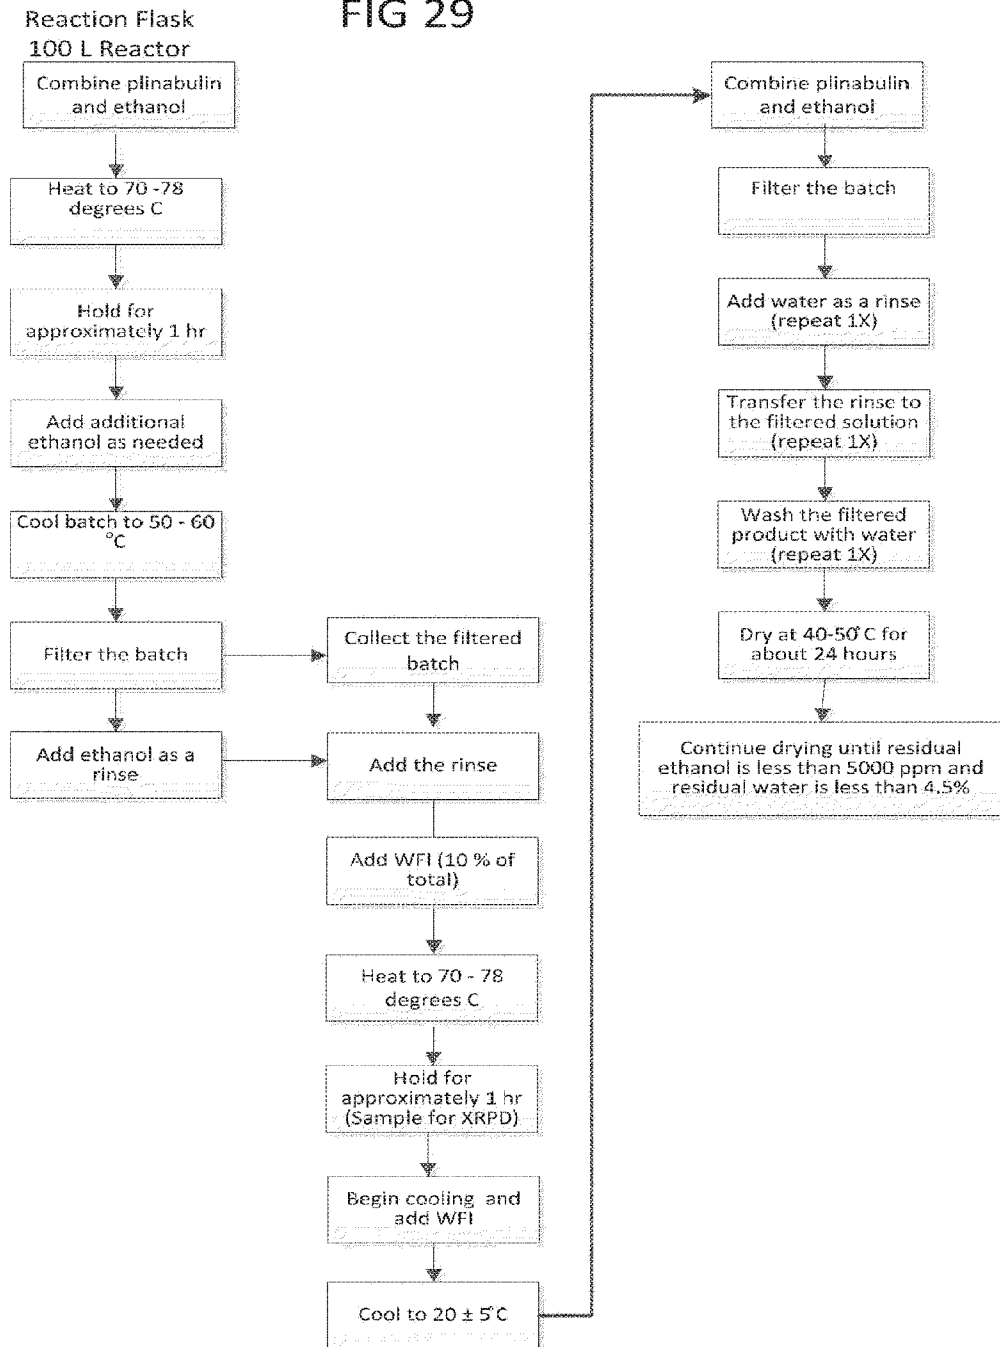 FIG 29
Reaction Flask
100 L Reactor
Combine plinabulin
and ethanol
Heat to 70 -78
degrees C
Hold for
approximately 1 hr
Add additional
ethanol as needed
Cool batch to 50 - 60
°C
Filter the batch
Add ethanol as a
rinse
Collect the filtered
batch
Add the rinse
Add WFI (10 % of
total)
Heat to 70 - 78
degrees C
Hold for
approximately 1 hr
(Sample for XRPD)
Begin cooling and
add WFI
Cool to 20 ± 5°C
Combine plinabulin
and ethanol
Filter the batch
Add water as a rinse
(repeat 1X)
Transfer the rinse to
the filtered solution
(repeat 1X)
Wash the filtered
product with water
(repeat 1X)
Dry at 40-50°C for
about 24 hours
Continue drying until residual
ethanol is less than 5000 ppm and
residual water is less than 4.5%